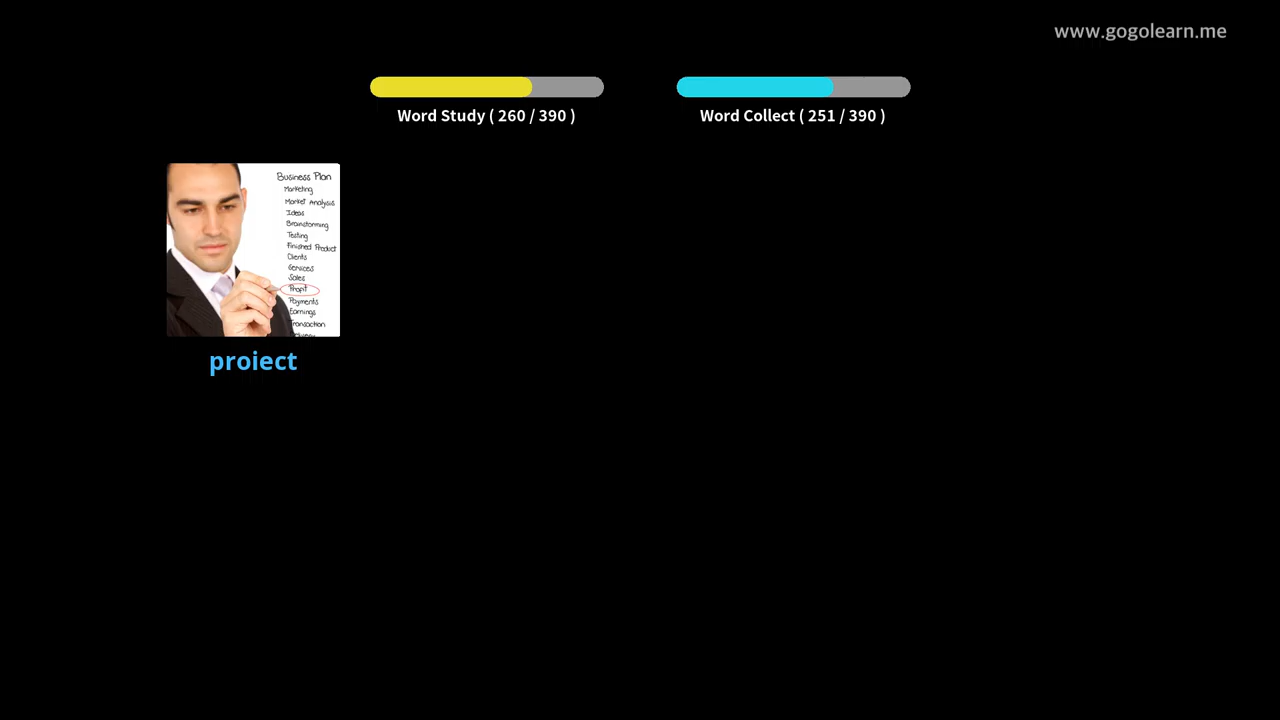 www.gogolearn.me
Word Study ( 260 / 390 )
Word Collect ( 251 / 390 )
Business Plan
Marketing
Market Analysis
Ideas
Brainstorming
Testing
Finished Product
Clients
Services
Sales
Profit
Payments
Earnings
Transaction
Delivery
proiect